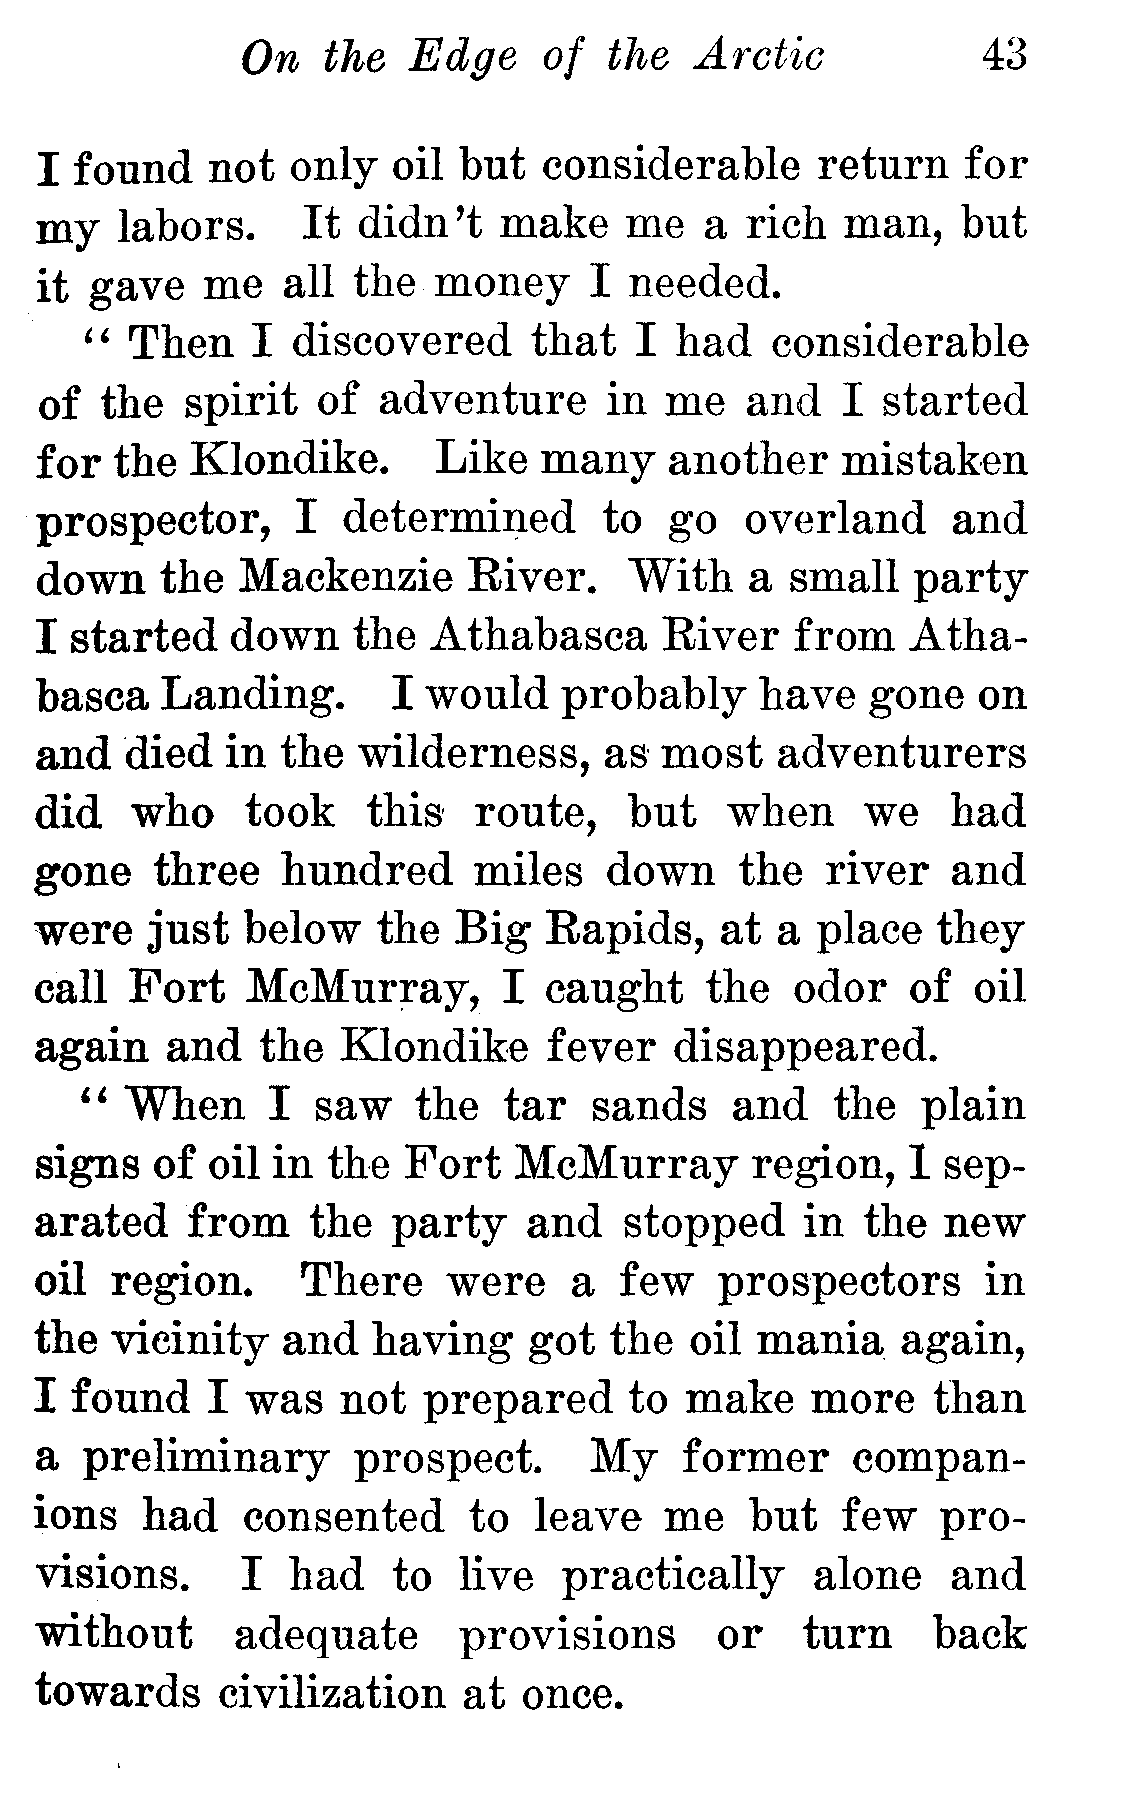 On the Edge of the Arctic 43
I found not only oil but considerable return for
my labors. It didn't make me a rich man, but
it gave me all the money I needed.
“ Then I discovered that I had considerable
of the spirit of adventure in me and I started
for the Klondike. Like many another mistaken
prospector, I determined to go overland and
down the Mackenzie River. With a small party
I started down the Athabasca River from Atha-
basca Landing. I would probably have gone on
and died in the wilderness, as most adventurers
did who took this route, but when we had
gone three hundred miles down the river and
were just below the Big Rapids, at a place they
call Fort McMurray, I caught the odor of oil
again and the Klondike fever disappeared.
“ When I saw the tar sands and the plain
signs of oil in the Fort McMurray region, I sep-
arated from the party and stopped in the new
oil region. There were a few prospectors in
the vicinity and having got the oil mania again,
I found I was not prepared to make more than
a preliminary prospect. My former compan-
ions had consented to leave me but few pro-
visions. I had to live practically alone and
without adequate provisions or turn back
towards civilization at once.